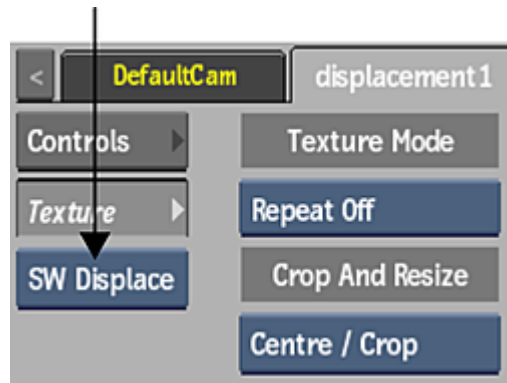 < DefaultCam displacement1
Controls Texture Mode
Texture Repeat Off
SW Displace Crop And Resize
Centre / Crop